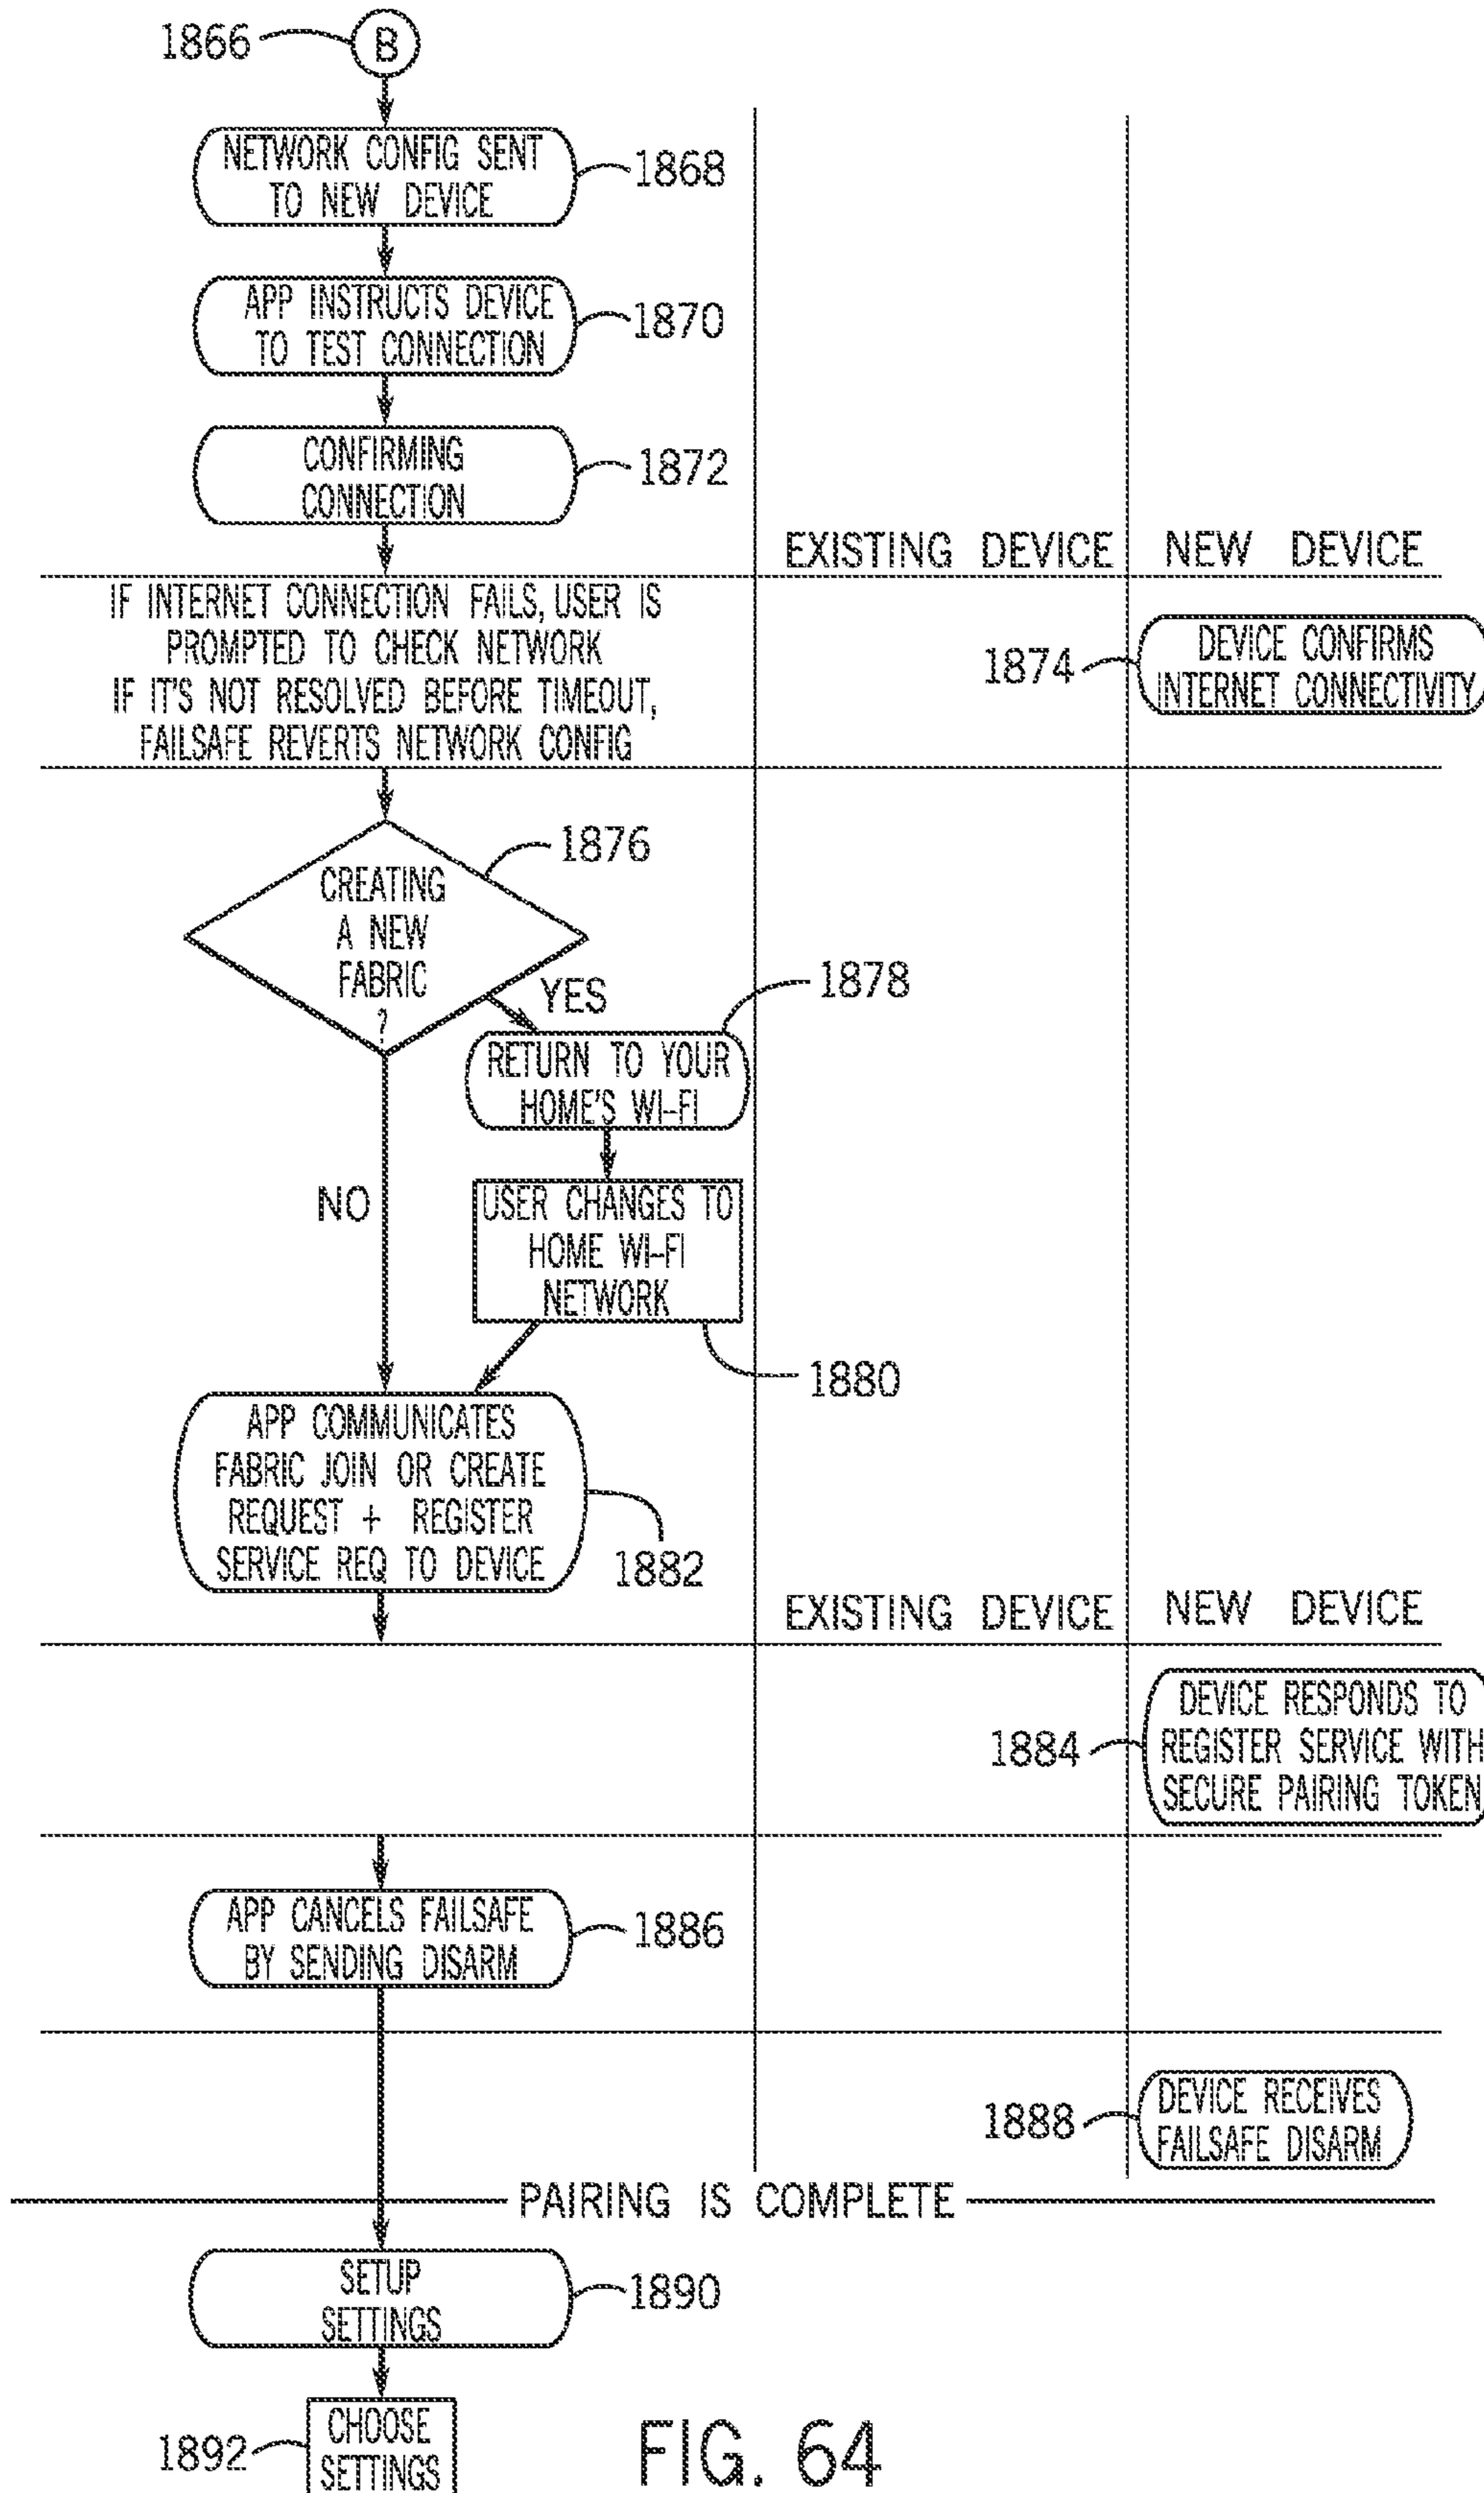 1866
B
NETWORK CONFIG SENT
TO NEW DEVICE
1868
APP INSTRUCTS DEVICE
TO TEST CONNECTION
1870
CONFIRMING
CONNECTION
1872
EXISTING DEVICE
NEW DEVICE
IF INTERNET CONNECTION FAILS, USER IS
PROMPTED TO CHECK NETWORK
IF IT'S NOT RESOLVED BEFORE TIMEOUT,
FAILSAFE REVERTS NETWORK CONFIG
1874
DEVICE CONFIRMS
INTERNET CONNECTIVITY
1876
CREATING
A NEW
FABRIC
?
YES
1878
RETURN TO YOUR
HOME'S WI-FI
NO
USER CHANGES TO
HOME WI-FI
NETWORK
1880
APP COMMUNICATES
FABRIC JOIN OR CREATE
REQUEST + REGISTER
SERVICE REQ TO DEVICE
1882
EXISTING DEVICE
NEW DEVICE
1884
DEVICE RESPONDS TO
REGISTER SERVICE WITH
SECURE PAIRING TOKEN
APP CANCELS FAILSAFE
BY SENDING DISARM
1886
1888
DEVICE RECEIVES
FAILSAFE DISARM
PAIRING IS COMPLETE
SETUP
SETTINGS
1890
1892
CHOOSE
SETTINGS
FIG. 64